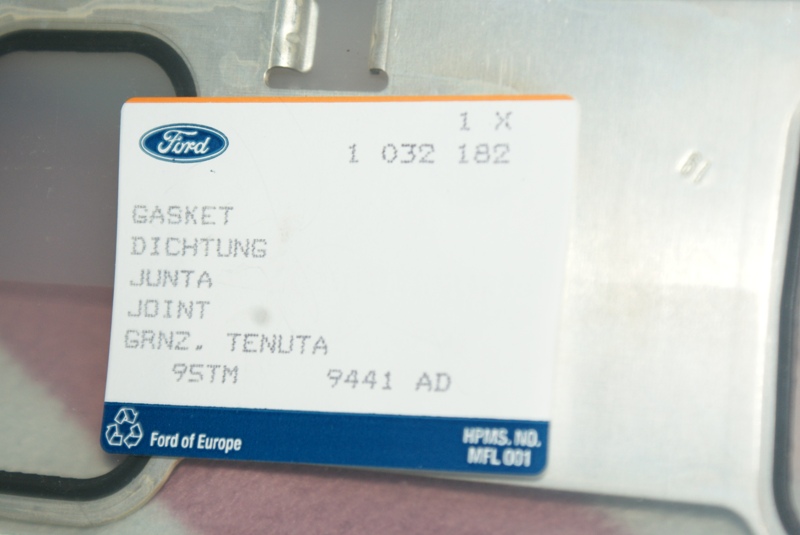 1 X
Ford
1 032 182
GASKET
DICHTUNG
JUNTA
JOINT
GRNZ. TENUTA
95TM 9441 AD
Ford of Europe
HPMS. NO.
MFL 001